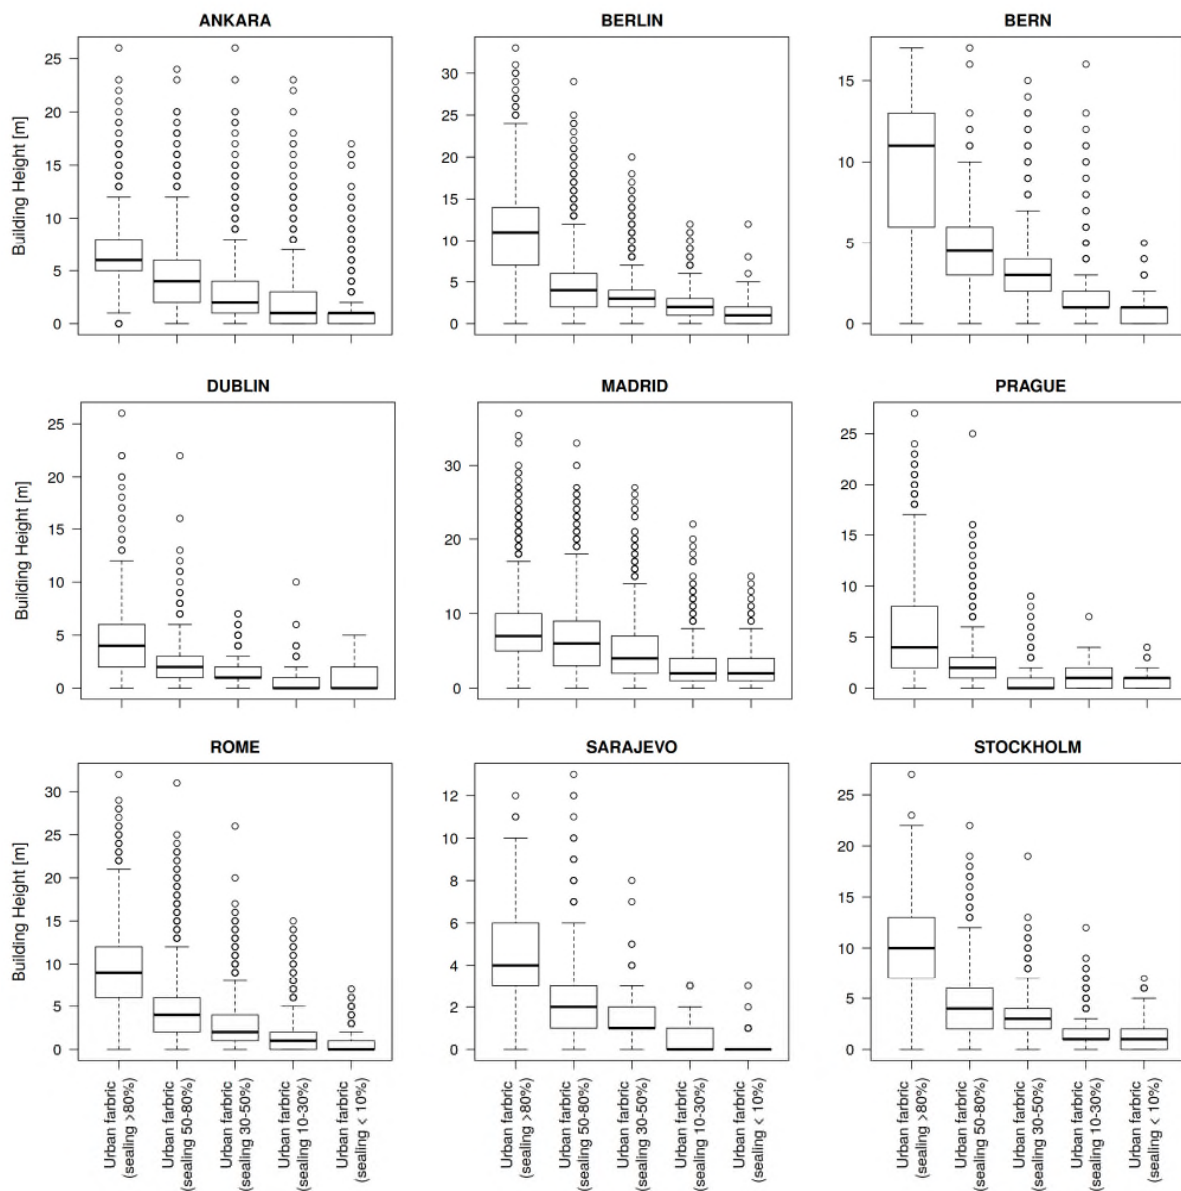 ANKARA
BERLIN
BERN
Building Height [m]
25
20
15
10
5
0
30
25
20
15
10
5
0
15
10
5
0
DUBLIN
MADRID
PRAGUE
Building Height [m]
25
20
15
10
5
0
30
20
10
0
25
20
15
10
5
0
ROME
SARAJEVO
STOCKHOLM
Building Height [m]
30
25
20
15
10
5
0
12
10
8
6
4
2
0
25
20
15
10
5
0
Urban farbric
(sealing >80%)
Urban farbric
(sealing 50-80%)
Urban farbric
(sealing 30-50%)
Urban farbric
(sealing 10-30%)
Urban farbric
(sealing < 10%)
Urban farbric
(sealing >80%)
Urban farbric
(sealing 50-80%)
Urban farbric
(sealing 30-50%)
Urban farbric
(sealing 10-30%)
Urban farbric
(sealing < 10%)
Urban farbric
(sealing >80%)
Urban farbric
(sealing 50-80%)
Urban farbric
(sealing 30-50%)
Urban farbric
(sealing 10-30%)
Urban farbric
(sealing < 10%)